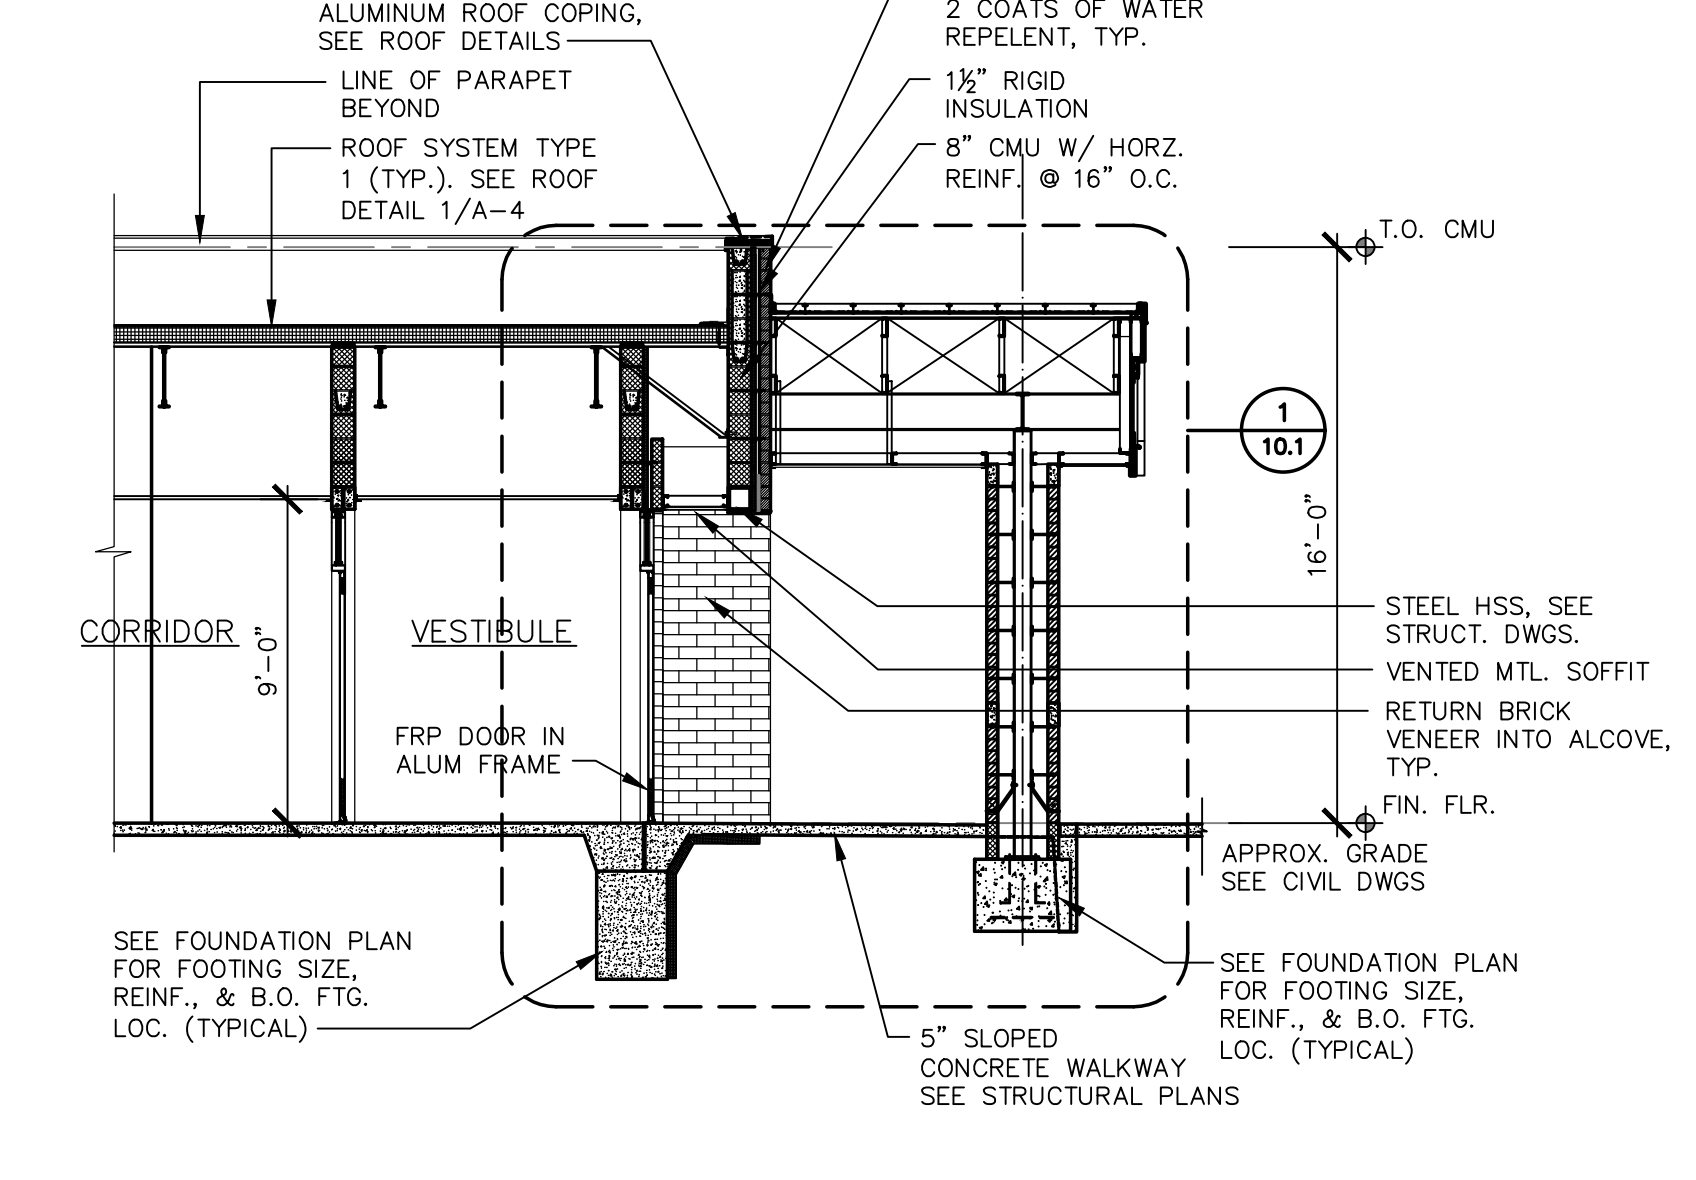 ALUMINUM ROOF COPING,
SEE ROOF DETAILS
LINE OF PARAPET
BEYOND
ROOF SYSTEM TYPE
1 (TYP.). SEE ROOF
DETAIL 1/A-4
2 COATS OF WATER
REPELENT, TYP.
1½" RIGID
INSULATION
8" CMU W/ HORZ.
REINF. @ 16" O.C.
T.O. CMU
1
10.1
16'-0"
CORRIDOR
9'-0"
VESTIBULE
FRP DOOR IN
ALUM FRAME
STEEL HSS, SEE
STRUCT. DWGS.
VENTED MTL. SOFFIT
RETURN BRICK
VENEER INTO ALCOVE,
TYP.
FIN. FLR.
APPROX. GRADE
SEE CIVIL DWGS
SEE FOUNDATION PLAN
FOR FOOTING SIZE,
REINF., & B.O. FTG.
LOC. (TYPICAL)
5" SLOPED
CONCRETE WALKWAY
SEE STRUCTURAL PLANS
SEE FOUNDATION PLAN
FOR FOOTING SIZE,
REINF., & B.O. FTG.
LOC. (TYPICAL)